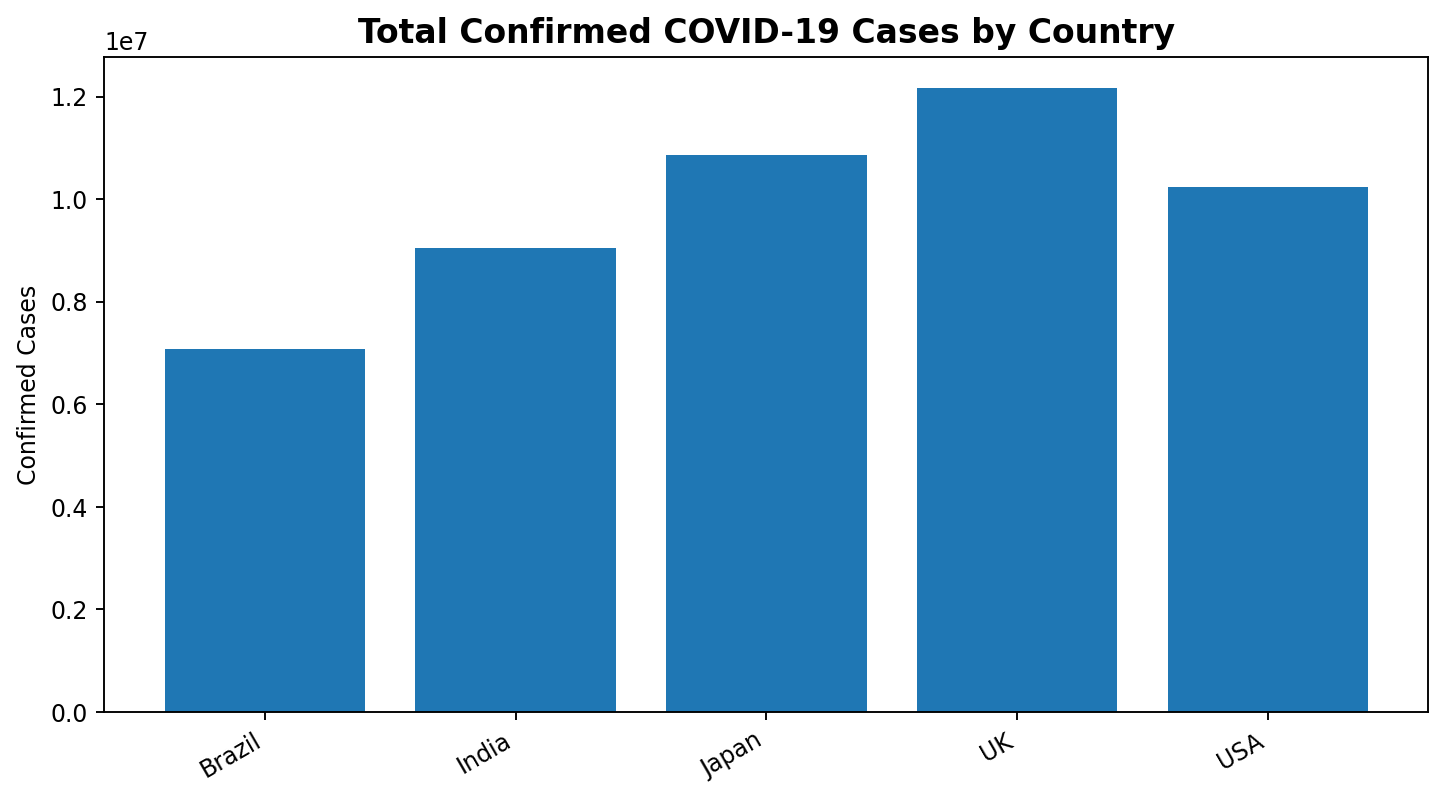 Total Confirmed COVID-19 Cases by Country
1e7
1.2
1.0
0.8
0.6
0.4
0.2
0.0
Confirmed Cases
Brazil
India
Japan
UK
USA